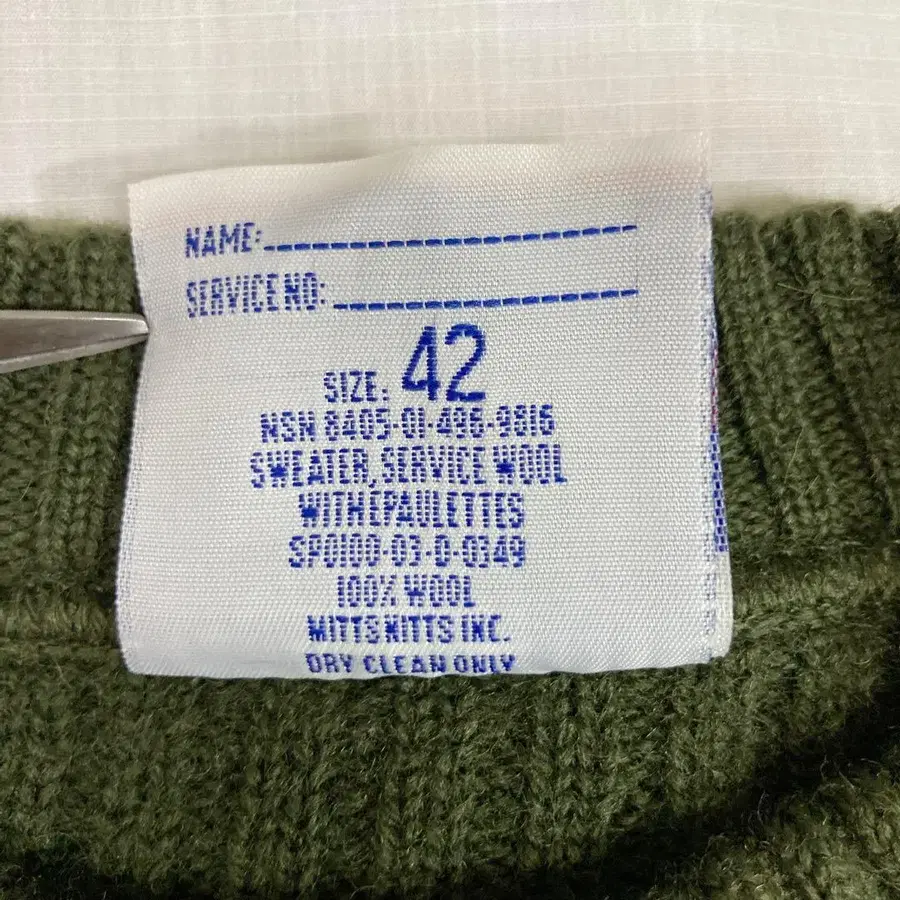 NAME:
SERVICE NO:
SIZE: 42
NSN 8405-01-496-9816
SWEATER, SERVICE WOOL
WITH EPAULETTES
SP0100-03-D-0349
100% WOOL
MITTS NITTS INC.
DRY CLEAN ONLY